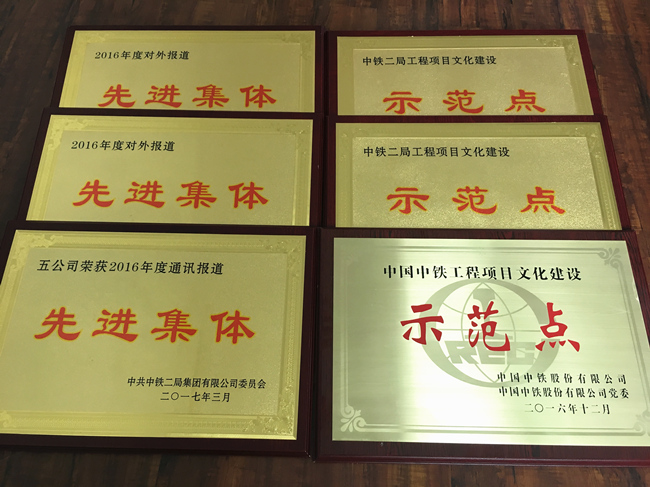 2016年度对外报道
先进集体
中铁二局工程项目文化建设
示范点
2016年度对外报道
先进集体
中铁二局工程项目文化建设
示范点
五公司荣获2016年度通讯报道
先进集体
中共中铁二局集团有限公司委员会
二〇一七年三月
中国中铁工程项目文化建设
示范点
中国中铁股份有限公司
中国中铁股份有限公司党委
二〇一六年十二月